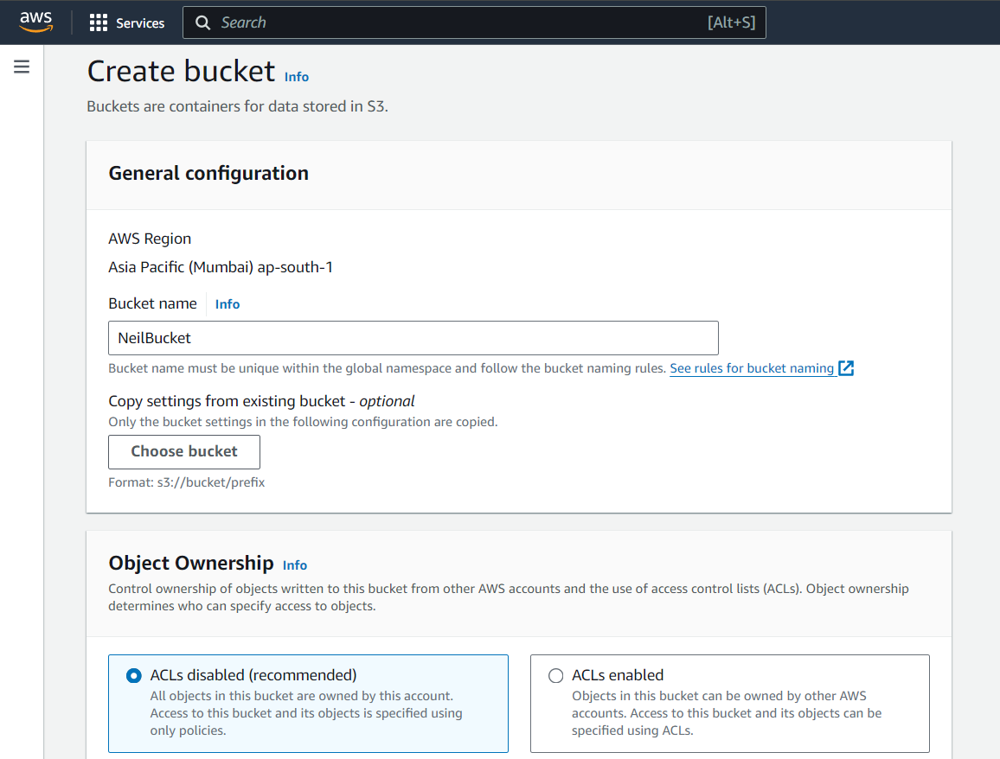 aws
Services
Search
[Alt+S]
Create bucket Info
Buckets are containers for data stored in S3.
General configuration
AWS Region
Asia Pacific (Mumbai) ap-south-1
Bucket name Info
NeilBucket
Bucket name must be unique within the global namespace and follow the bucket naming rules. See rules for bucket naming
Copy settings from existing bucket - optional
Only the bucket settings in the following configuration are copied.
Choose bucket
Format: s3://bucket/prefix
Object Ownership Info
Control ownership of objects written to this bucket from other AWS accounts and the use of access control lists (ACLs). Object ownership
determines who can specify access to objects.
ACLs disabled (recommended)
All objects in this bucket are owned by this account.
Access to this bucket and its objects is specified using
only policies.
ACLs enabled
Objects in this bucket can be owned by other AWS
accounts. Access to this bucket and its objects can be
specified using ACLs.